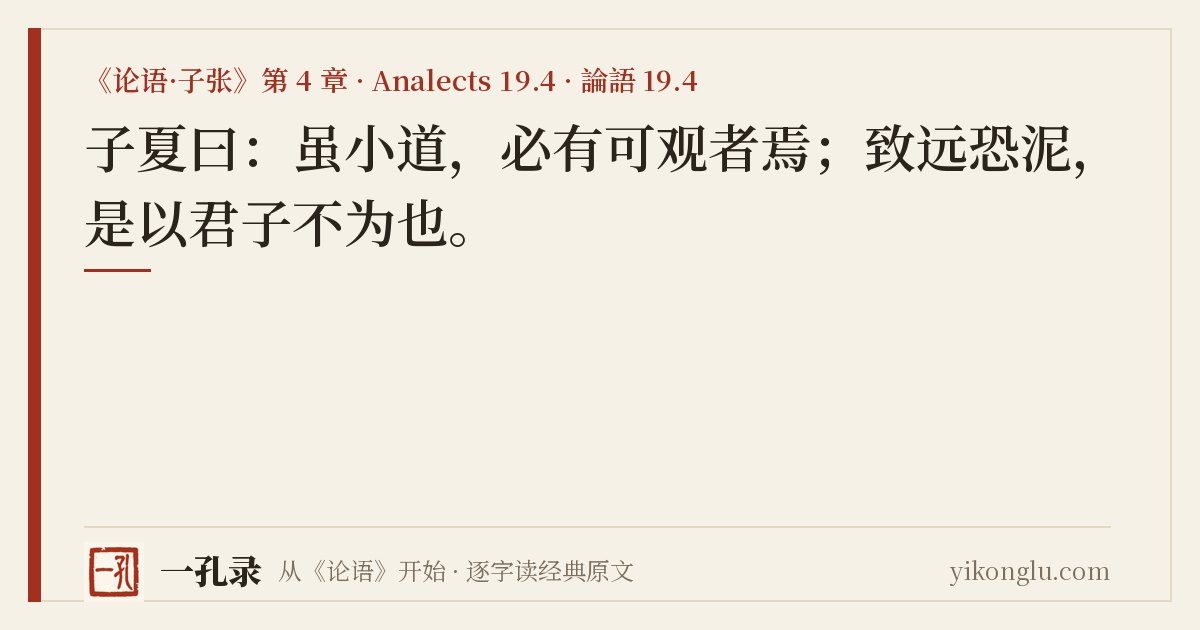 《论语·子张》第 4 章 · Analects 19.4 · 論語 19.4
子夏曰：虽小道，必有可观者焉；致远恐泥，
是以君子不为也。
一孔 一孔录 从《论语》开始 · 逐字读经典原文 yikonglu.com